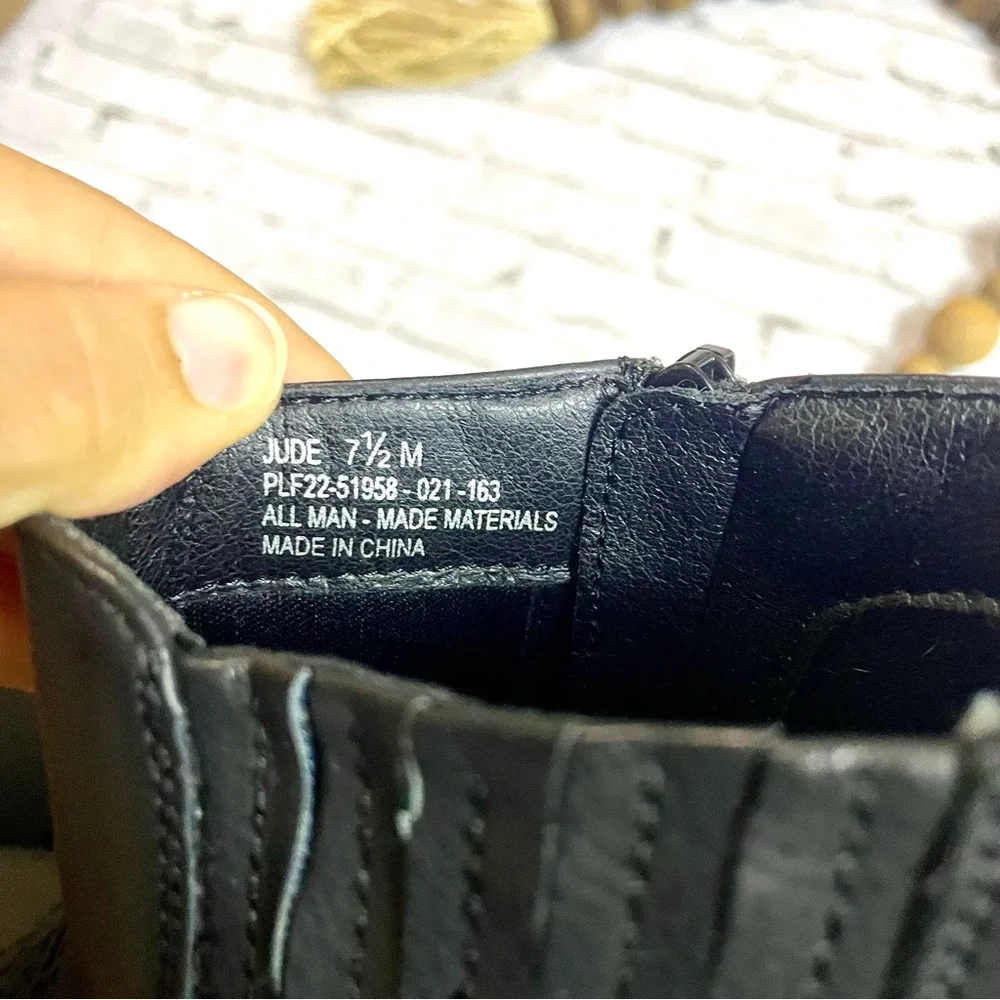 JUDE 7½ M
PLF22-51958 - 021 -163
ALL MAN - MADE MATERIALS
MADE IN CHINA